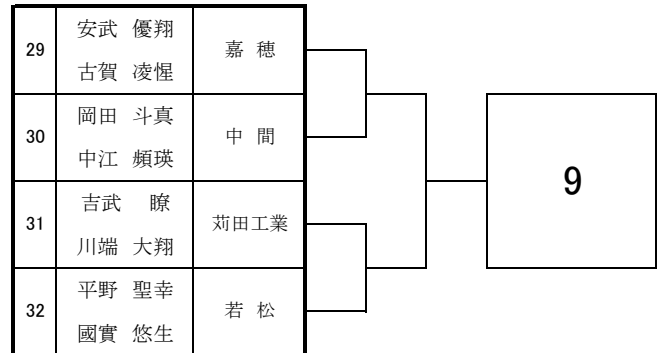 29 安武 優翔 嘉 穂
古賀 凌惺
30 岡田 斗真 中 間
中江 頻瑛
31 吉武 瞭 苅田工業
川端 大翔
32 平野 聖幸 若 松
國實 悠生
9